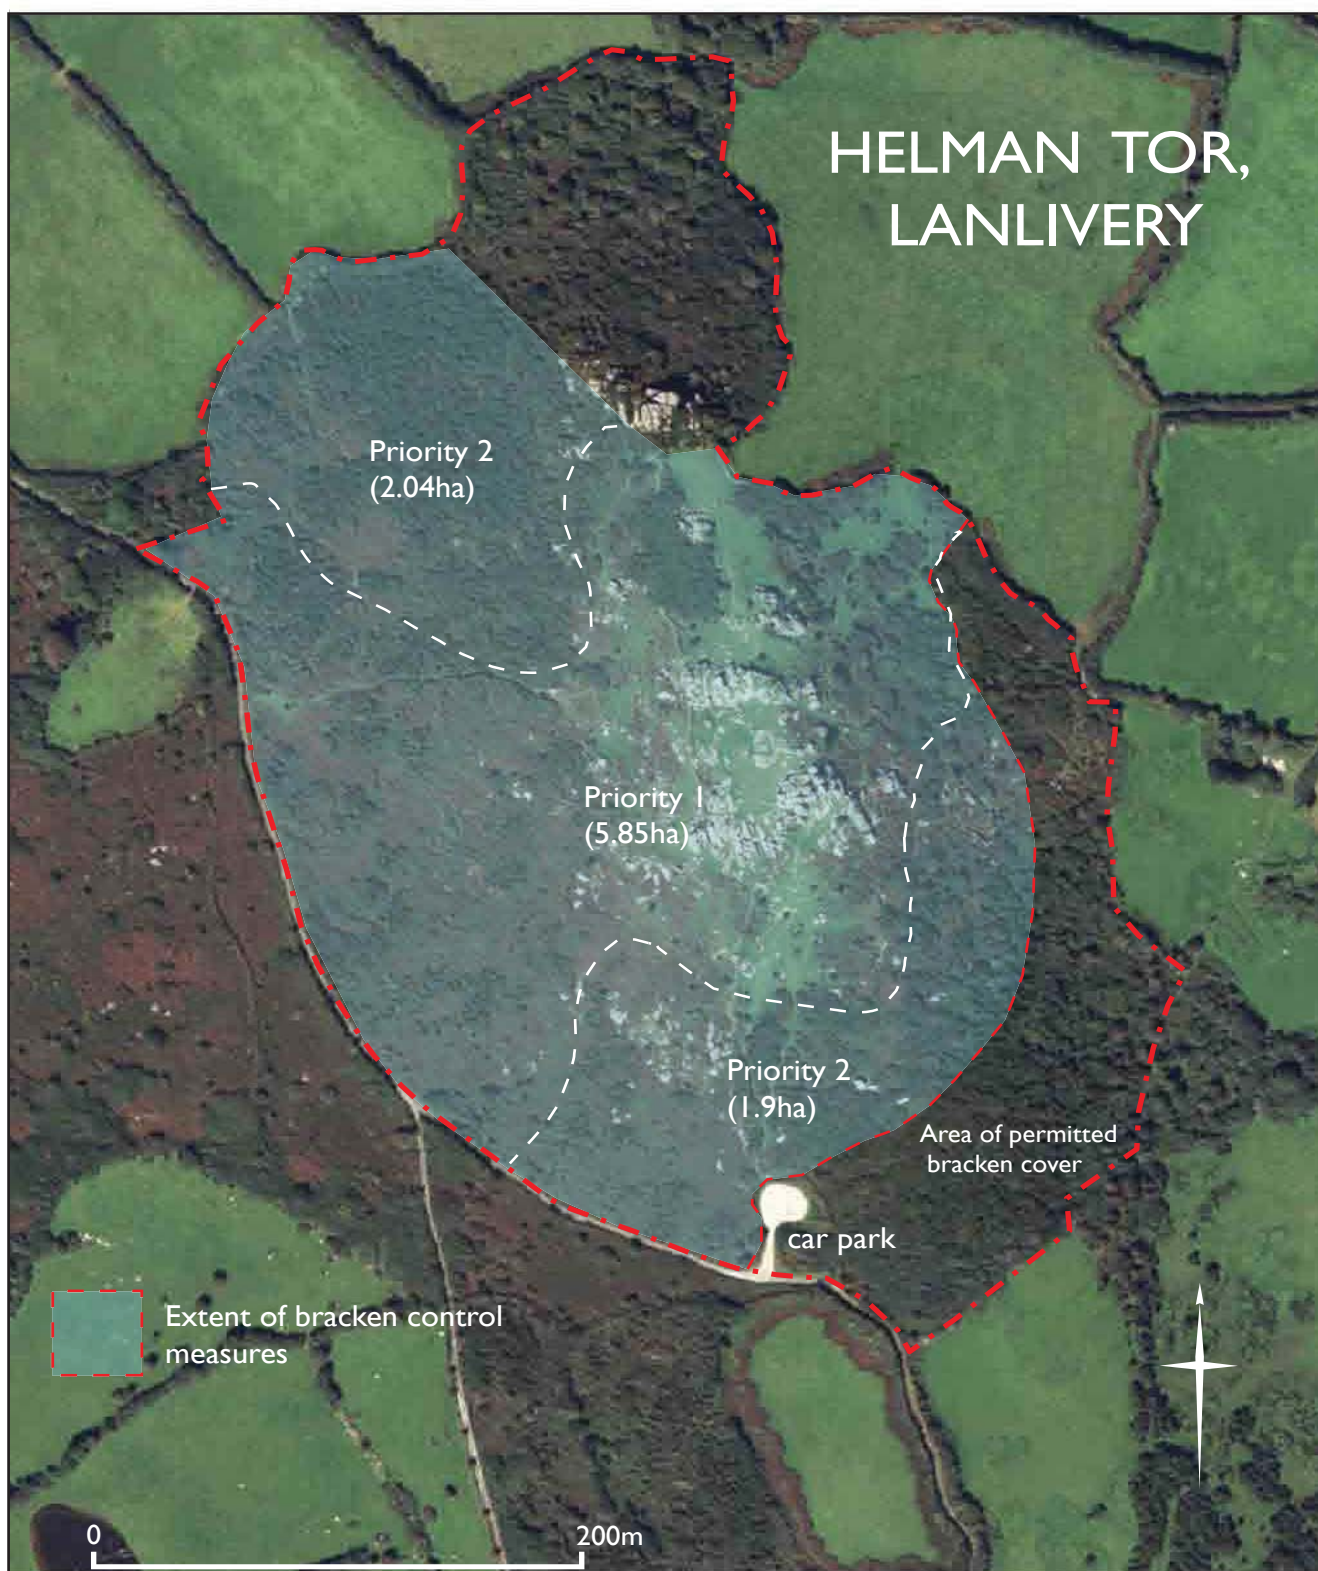 HELMAN TOR,
LANLIVERY
Priority 2
(2.04ha)
Priority 1
(5.85ha)
Priority 2
(1.9ha)
Area of permitted
bracken cover
car park
Extent of bracken control
measures
0 200m